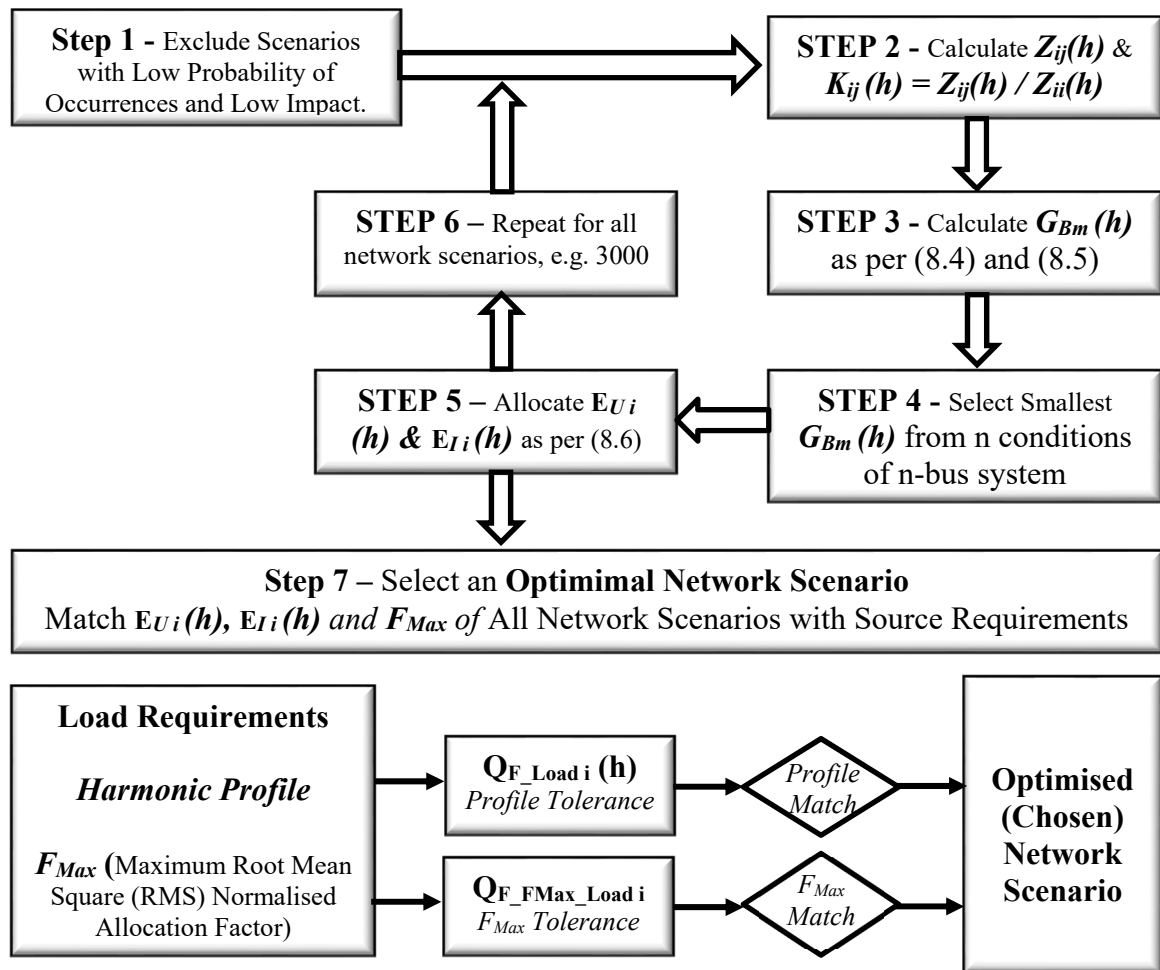 Step 1 - Exclude Scenarios
with Low Probability of
Occurrences and Low Impact.
STEP 2 - Calculate Zij(h) &
Kij (h) = Zij(h) / Zii(h)
STEP 3 - Calculate GBm (h)
as per (8.4) and (8.5)
STEP 4 - Select Smallest
GBm (h) from n conditions
of n-bus system
STEP 5 – Allocate EU i
(h) & EI i (h) as per (8.6)
STEP 6 – Repeat for all
network scenarios, e.g. 3000
Step 7 – Select an Optimimal Network Scenario
Match EU i (h), EI i (h) and FMax of All Network Scenarios with Source Requirements
Load Requirements
Harmonic Profile
FMax (Maximum Root Mean
Square (RMS) Normalised
Allocation Factor)
QF_Load i (h)
Profile Tolerance
Profile
Match
QF_FMax_Load i
FMax Tolerance
FMax
Match
Optimised
(Chosen)
Network
Scenario